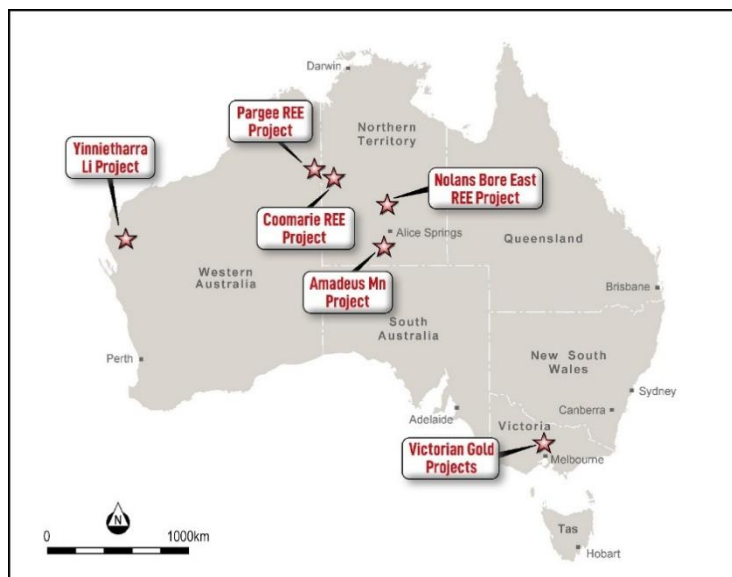 Darwin
Pargee REE
Project
Northern
Territory
Yinnietharra
Li Project
Nolans Bore East
REE Project
Coomarie REE
Project
Alice Springs
Queensland
Western
Australia
Amadeus Mn
Project
Brisbane
South
Australia
Perth
New South
Wales
Sydney
Canberra
Adelaide
Victoria
Victorian Gold
Projects
Melbourne
N
0 1000km
Tas
Hobart